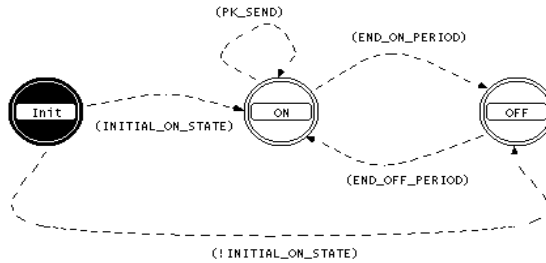 (PK_SEND)
(END_ON_PERIOD)
Init
ON
OFF
(INITIAL_ON_STATE)
(END_OFF_PERIOD)
(!INITIAL_ON_STATE)